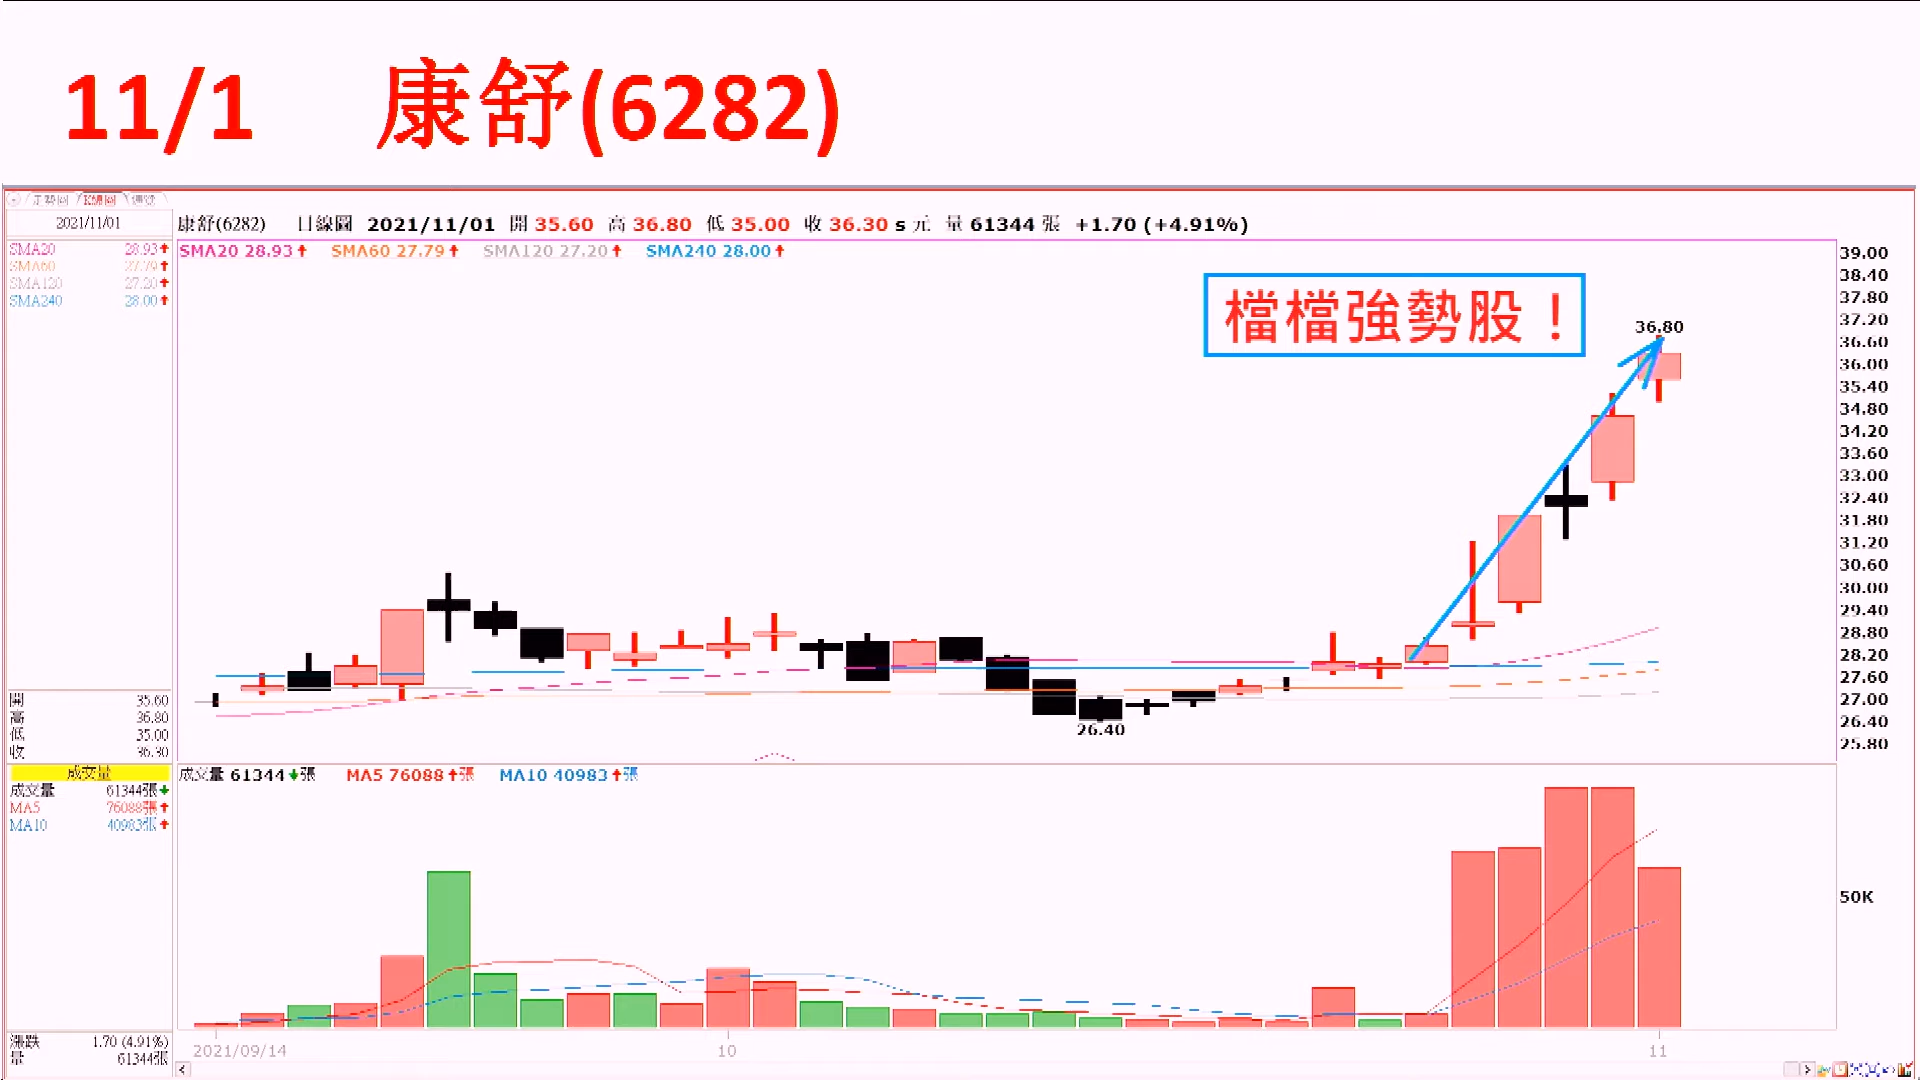 11/1 康舒(6282)
走勢圖 K線圖
2021/11/01
康舒(6282) 日線圖 2021/11/01 開 35.60 高 36.80 低 35.00 收 36.30 s 元 量 61344 張 +1.70 (+4.91%)
SMA20 28.93↑ SMA60 27.79↑ SMA120 27.20↑ SMA240 28.00↑
SMA20 28.93↑
SMA60 27.79↑
SMA120 27.20↑
SMA240 28.00↑
檔檔強勢股！
36.80
26.40
39.00
38.40
37.80
37.20
36.60
36.00
35.40
34.80
34.20
33.60
33.00
32.40
31.80
31.20
30.60
30.00
29.40
28.80
28.20
27.60
27.00
26.40
25.80
開 35.60
高 36.80
低 35.00
收 36.30
成交量
成交量 61344張↓
MA5 76088張↑
MA10 40983張↑
成交量 61344↓張 MA5 76088↑張 MA10 40983↑張
50K
漲跌 1.70 (4.91%)
量 61344張
2021/09/14 10 11